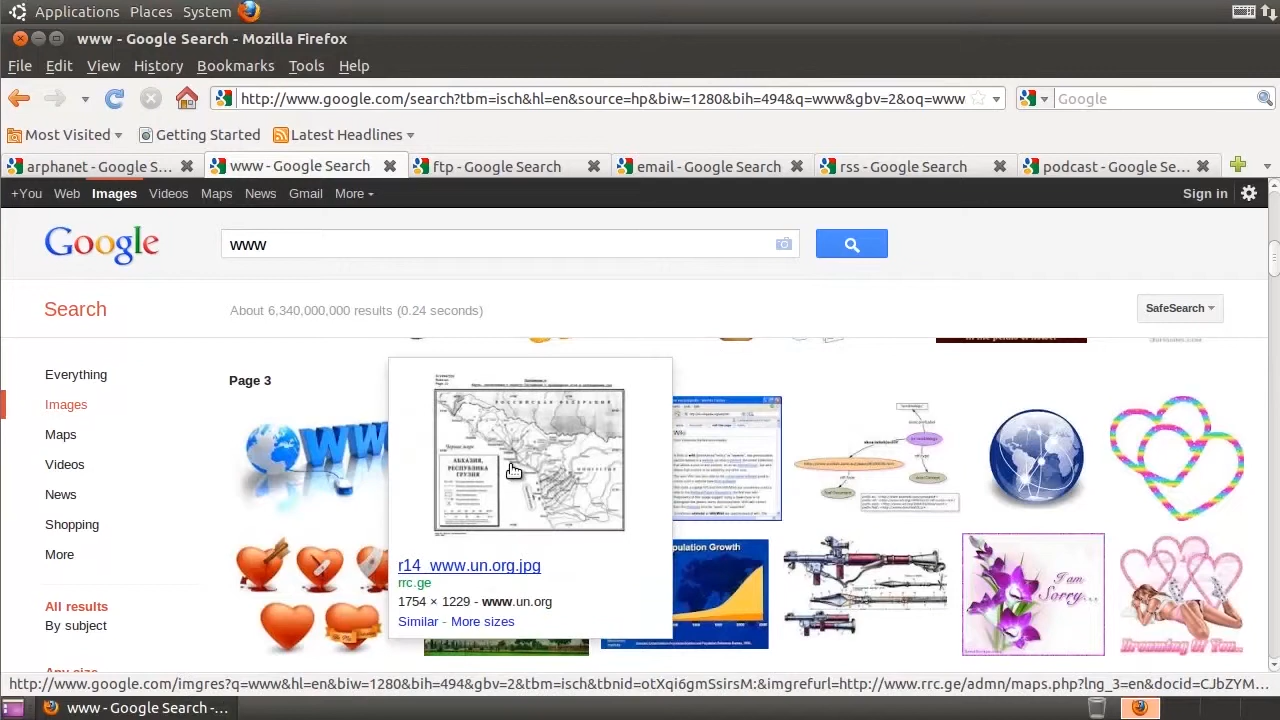 Applications Places System
www - Google Search - Mozilla Firefox
File Edit View History Bookmarks Tools Help
http://www.google.com/search?tbm=isch&hl=en&source=hp&biw=1280&bih=494&q=www&gbv=2&oq=www
Google
Most Visited Getting Started Latest Headlines
arphanet - Google S...
www - Google Search
ftp - Google Search
email - Google Search
rss - Google Search
podcast - Google Se...
+You Web Images Videos Maps News Gmail More
Sign in
Google
www
Search
About 6,340,000,000 results (0.24 seconds)
SafeSearch
Everything
Images
Maps
Videos
News
Shopping
More
All results
By subject
Any size
Page 3
WW
АБХАЗИЯ,
РЕСПУБЛИКА
ГРУЗИЯ
r14_www.un.org.jpg
rrc.ge
1754 × 1229 - www.un.org
Similar - More sizes
pulation Growth
I am
Sorry...
Dreaming Of You...
http://www.google.com/imgres?q=www&hl=en&biw=1280&bih=494&gbv=2&tbm=isch&tbnid=otXqi6gmSsirsM:&imgrefurl=http://www.rrc.ge/admn/maps.php?lng_3=en&docid=CJbZYM...
www - Google Search -...